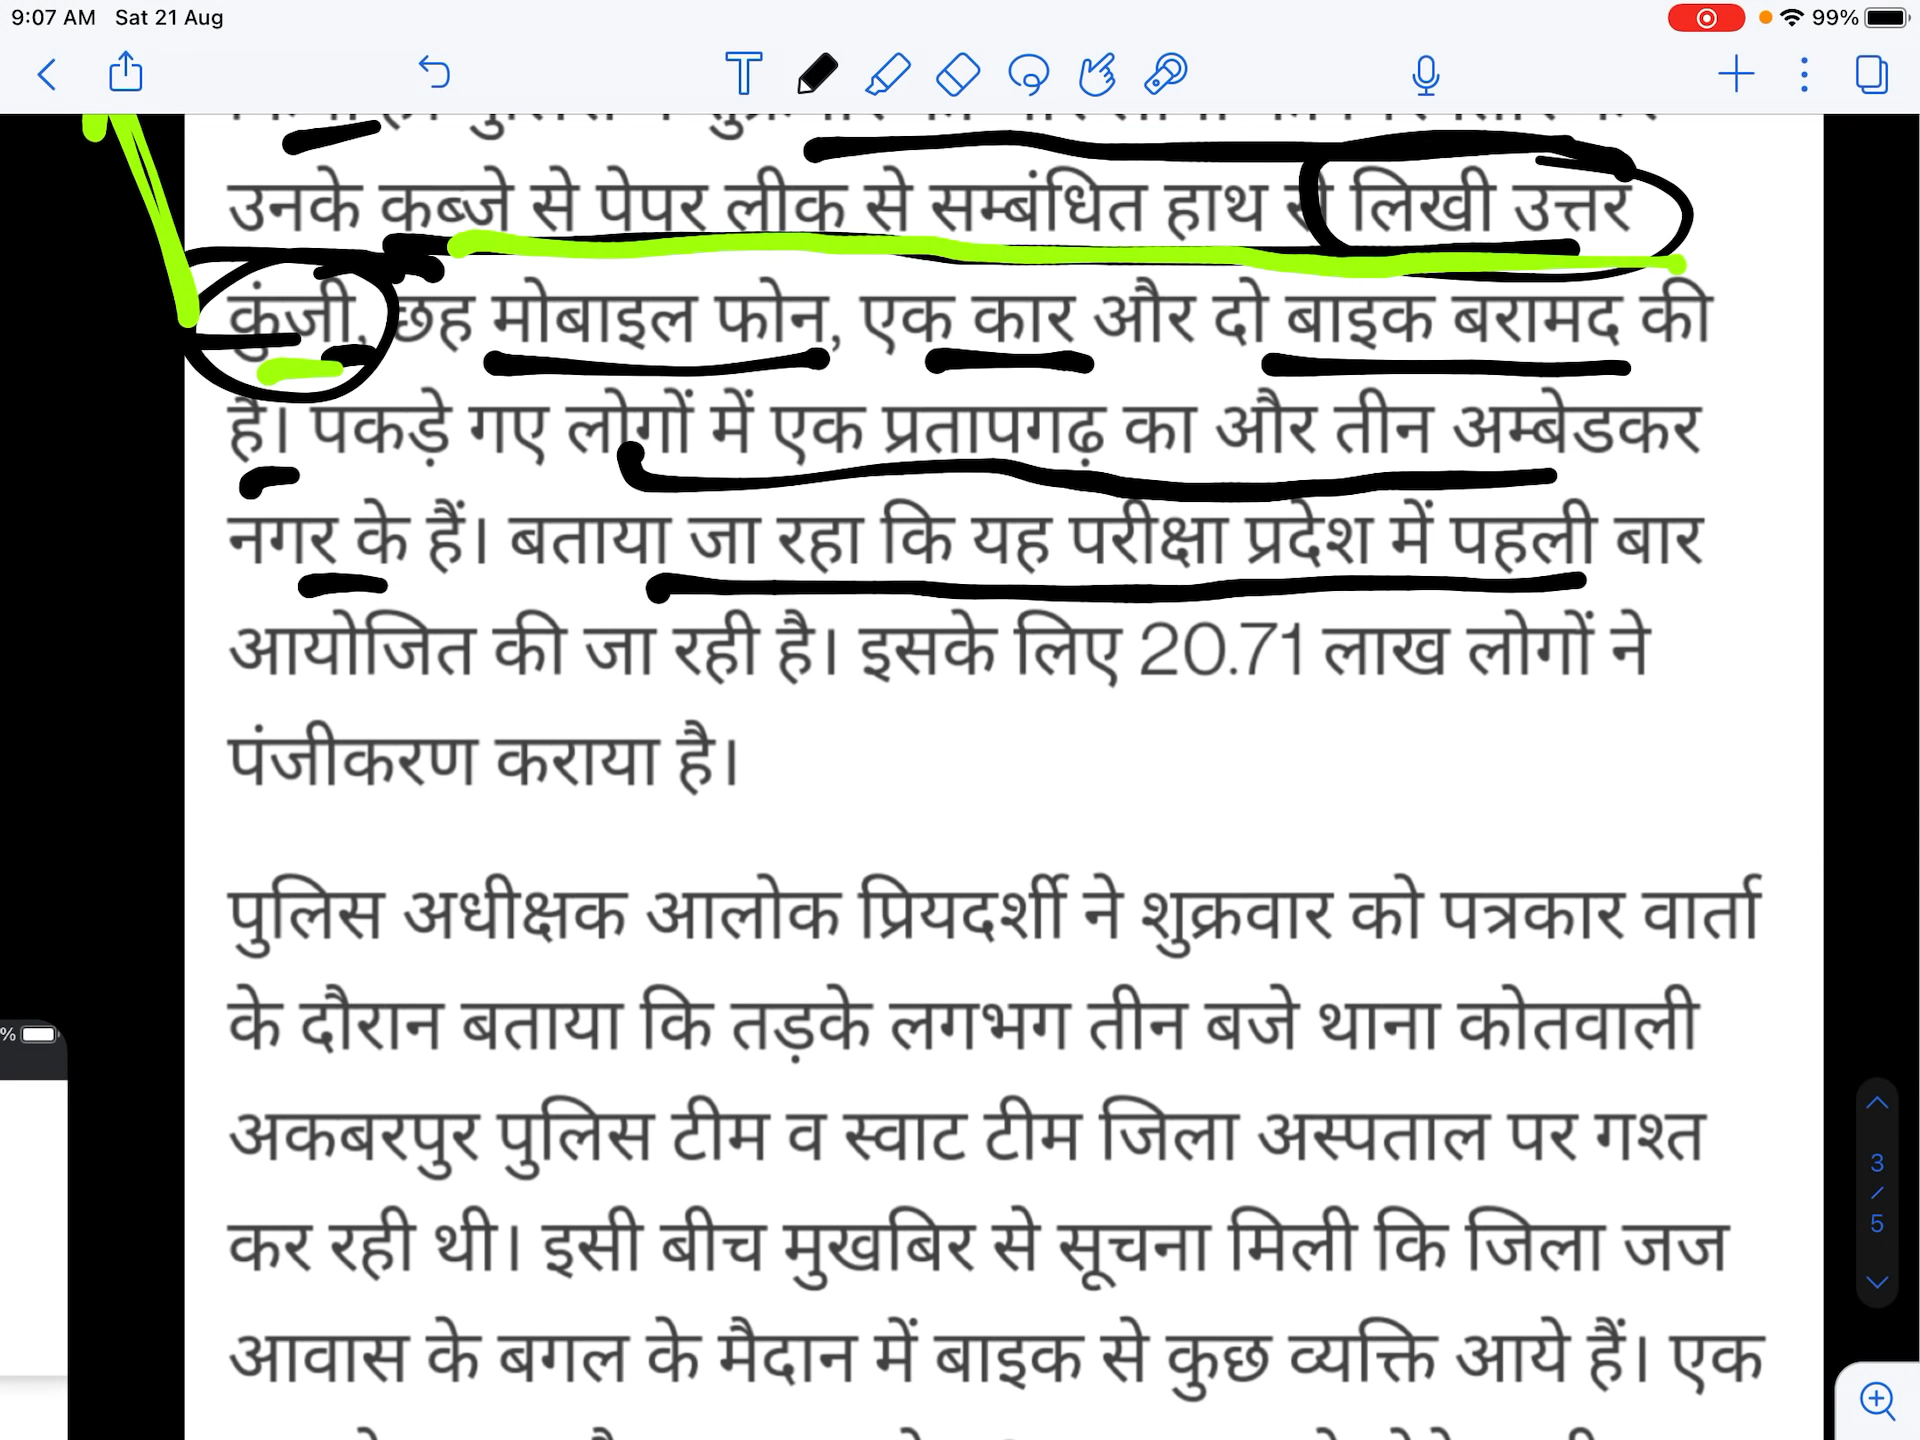 9:07 AM Sat 21 Aug 99%
T
उनके कब्जे से पेपर लीक से सम्बंधित हाथ से लिखी उत्तर
कुंजी, छह मोबाइल फोन, एक कार और दो बाइक बरामद की
है। पकड़े गए लोगों में एक प्रतापगढ़ का और तीन अम्बेडकर
नगर के हैं। बताया जा रहा कि यह परीक्षा प्रदेश में पहली बार
आयोजित की जा रही है। इसके लिए 20.71 लाख लोगों ने
पंजीकरण कराया है।
पुलिस अधीक्षक आलोक प्रियदर्शी ने शुक्रवार को पत्रकार वार्ता
के दौरान बताया कि तड़के लगभग तीन बजे थाना कोतवाली
%
अकबरपुर पुलिस टीम व स्वाट टीम जिला अस्पताल पर गश्त
कर रही थी। इसी बीच मुखबिर से सूचना मिली कि जिला जज
आवास के बगल के मैदान में बाइक से कुछ व्यक्ति आये हैं। एक
3
/
5